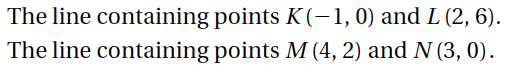 The line containing points K(−1, 0) and L(2, 6).
The line containing points M(4, 2) and N(3, 0).